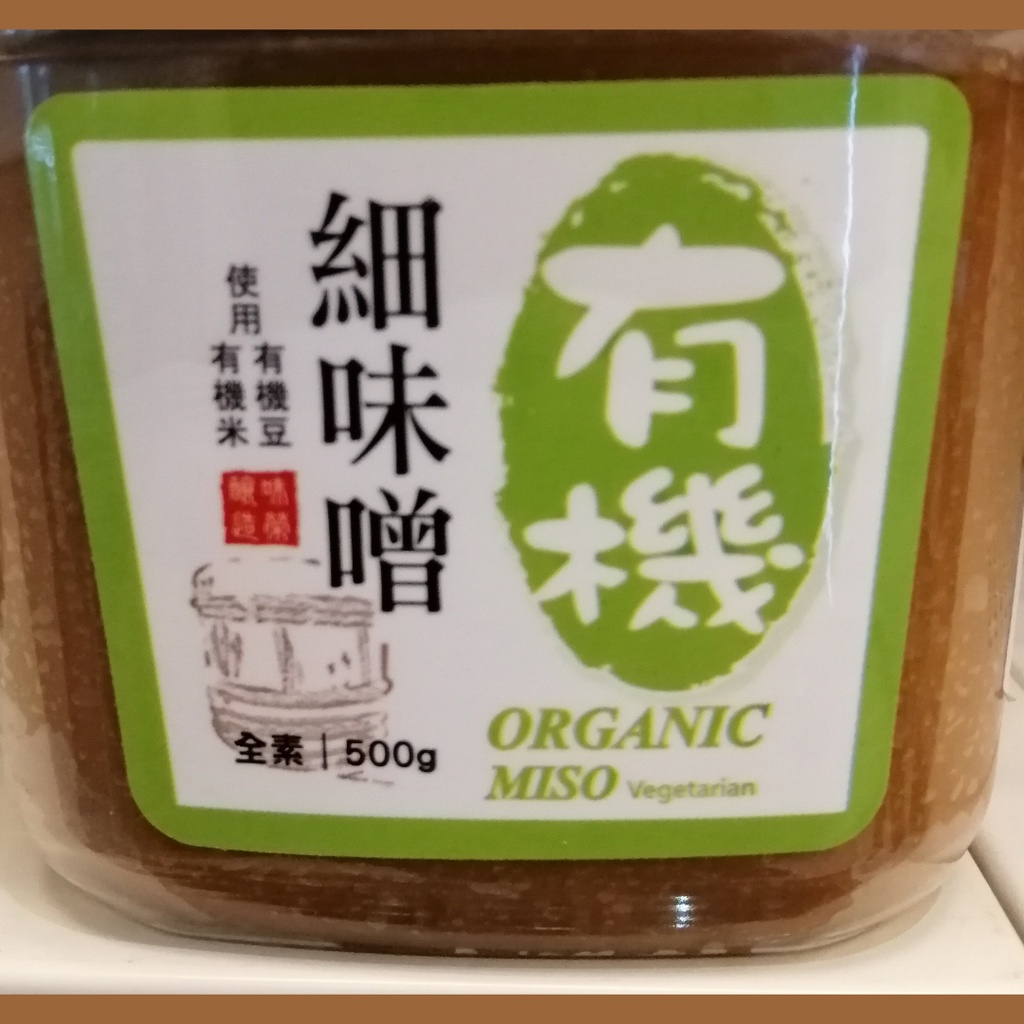 有機
細味噌
使用
有機豆
有機米
味榮
釀造
全素 | 500g
ORGANIC
MISO Vegetarian